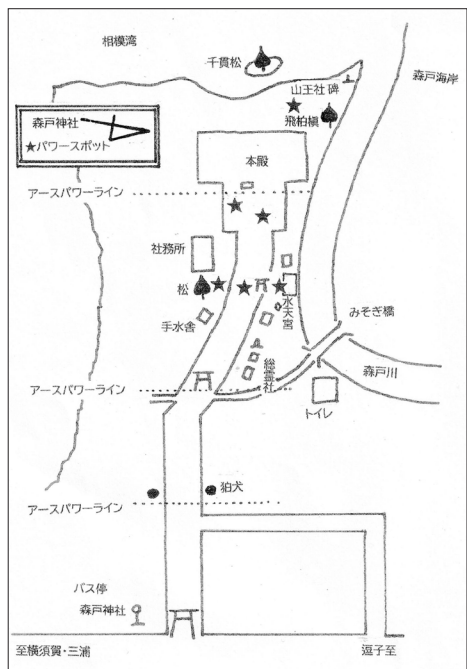 相模湾
千貫松
山王社 碑
森戸海岸
飛柏槇
森戸神社
★パワースポット
本殿
アースパワーライン
社務所
松
手水舎
水天宮
みそぎ橋
総霊社
アースパワーライン
森戸川
トイレ
狛犬
アースパワーライン
バス停
森戸神社
至横須賀・三浦
逗子至